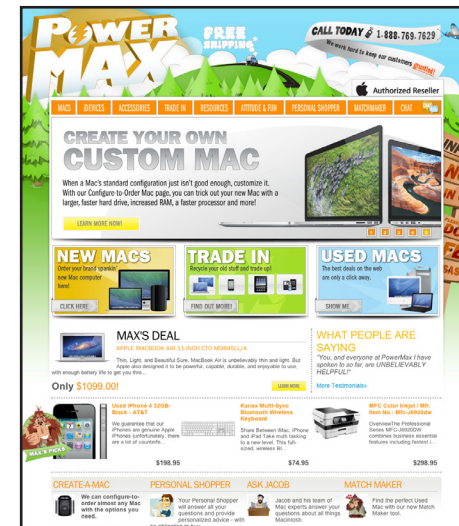 POWER MAX
FREE SHIPPING
CALL TODAY 1.888.769.7629
We work hard to keep our customers
Authorized Reseller
MACS IDEVICES ACCESSORIES TRADE IN RESOURCES ATTITUDE & FUN PERSONAL SHOPPER MATCHMAKER CHAT
CREATE YOUR OWN
CUSTOM MAC
When a Mac's standard configuration just isn't good enough, customize it.
With our Configure-to-Order Mac page, you can trick out your new Mac with a
larger, faster hard drive, increased RAM, a faster processor and more!
LEARN MORE NOW!
1 2 3 4 5
NEW MACS
Order your brand spankin'
new Mac computer
here!
CLICK HERE
TRADE IN
Recycle your old stuff and trade up!
FIND OUT MORE!
USED MACS
The best deals on the web
are only a click away.
SHOW ME
MAX'S DEAL
APPLE MACBOOK AIR 11-INCH CTO MD845LL/A
Thin, Light, and Beautiful.Sure, MacBook Air is unbelievably thin and light. But
Apple also designed it to be powerful, capable, durable, and enjoyable to use,
with enough battery life to get you thro...
Only $1099.00!
LEARN NOW
WHAT PEOPLE ARE
SAYING
"You, and everyone at PowerMax I have
spoken to so far, are UNBELIEVABLY
HELPFUL!"
More Testimonials»
MAX'S PICKS
Used iPhone 4 32GB-
Black - AT&T
We guarantee that our
iPhones are genuine Apple
iPhones (unfortunately, there
are a lot of counterfe...
$198.95
Kanex Multi-Sync
Bluetooth Wireless
Keyboard
Share Between iMac, iPhone
and iPad Take multi tasking
to a new level. This full-
sized, wireless Bl...
$74.95
MFC Color Inkjet / Mfr.
Item No.: Mfc-J6920dw
OverviewThe Professional
Series MFC-J6920DW
combines business essential
features including fastest i...
$298.95
CREATE-A-MAC
We can configure-to-
order almost any Mac
with the options you
need.
PERSONAL SHOPPER
Your Personal Shopper
will answer all your
questions and provide
personalized advice - with
ASK JACOB
Jacob and his team of
Mac experts answer your
questions about all things
Macintosh.
MATCH MAKER
Find the perfect Used
Mac with our new Match
Maker tool.